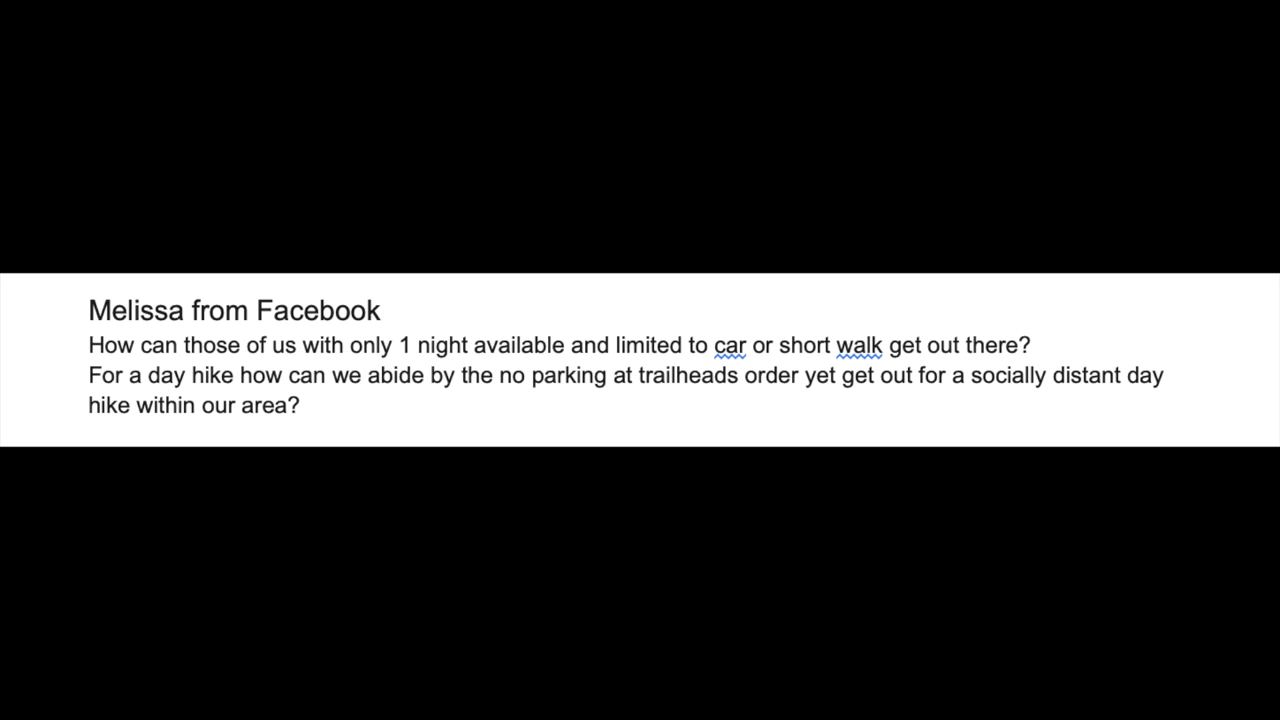 Melissa from Facebook
How can those of us with only 1 night available and limited to car or short walk get out there?
For a day hike how can we abide by the no parking at trailheads order yet get out for a socially distant day
hike within our area?